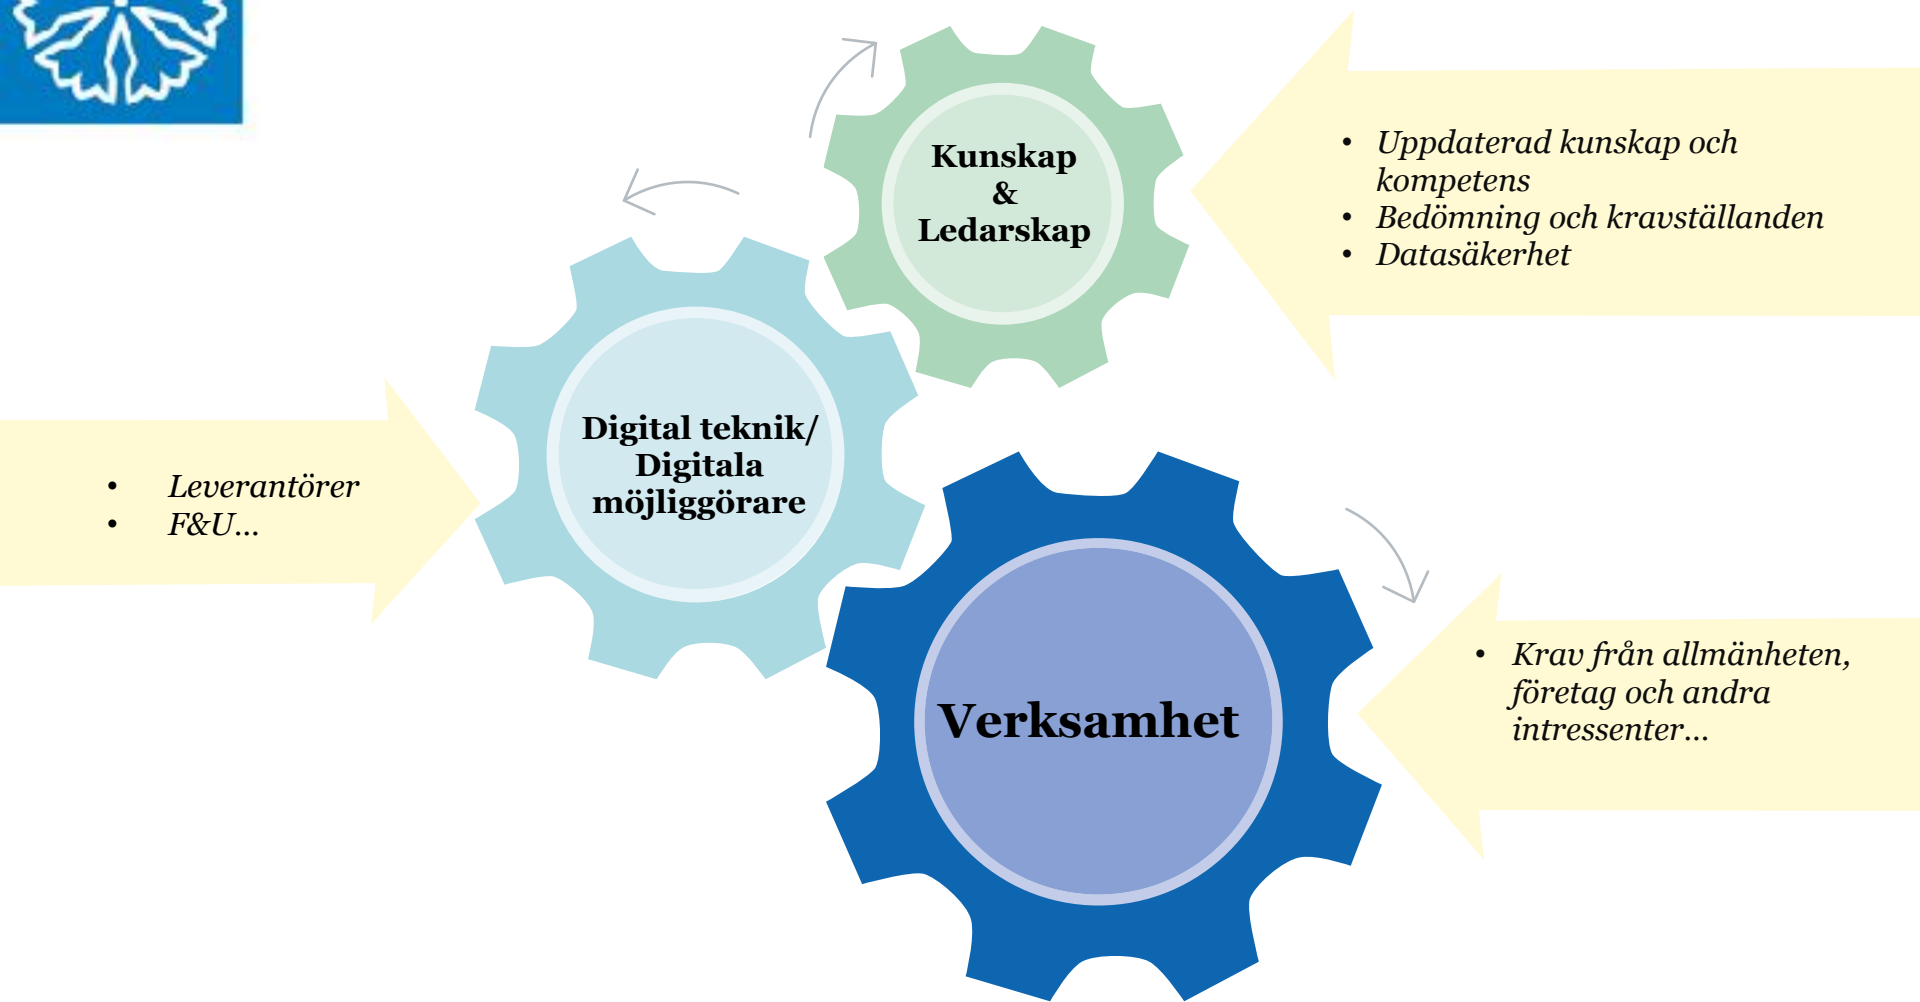 Kunskap
&
Ledarskap
• Uppdaterad kunskap och
kompetens
• Bedömning och kravställanden
• Datasäkerhet
Digital teknik/
Digitala
möjliggörare
• Leverantörer
• F&U...
Verksamhet
• Krav från allmänheten,
företag och andra
intressenter...